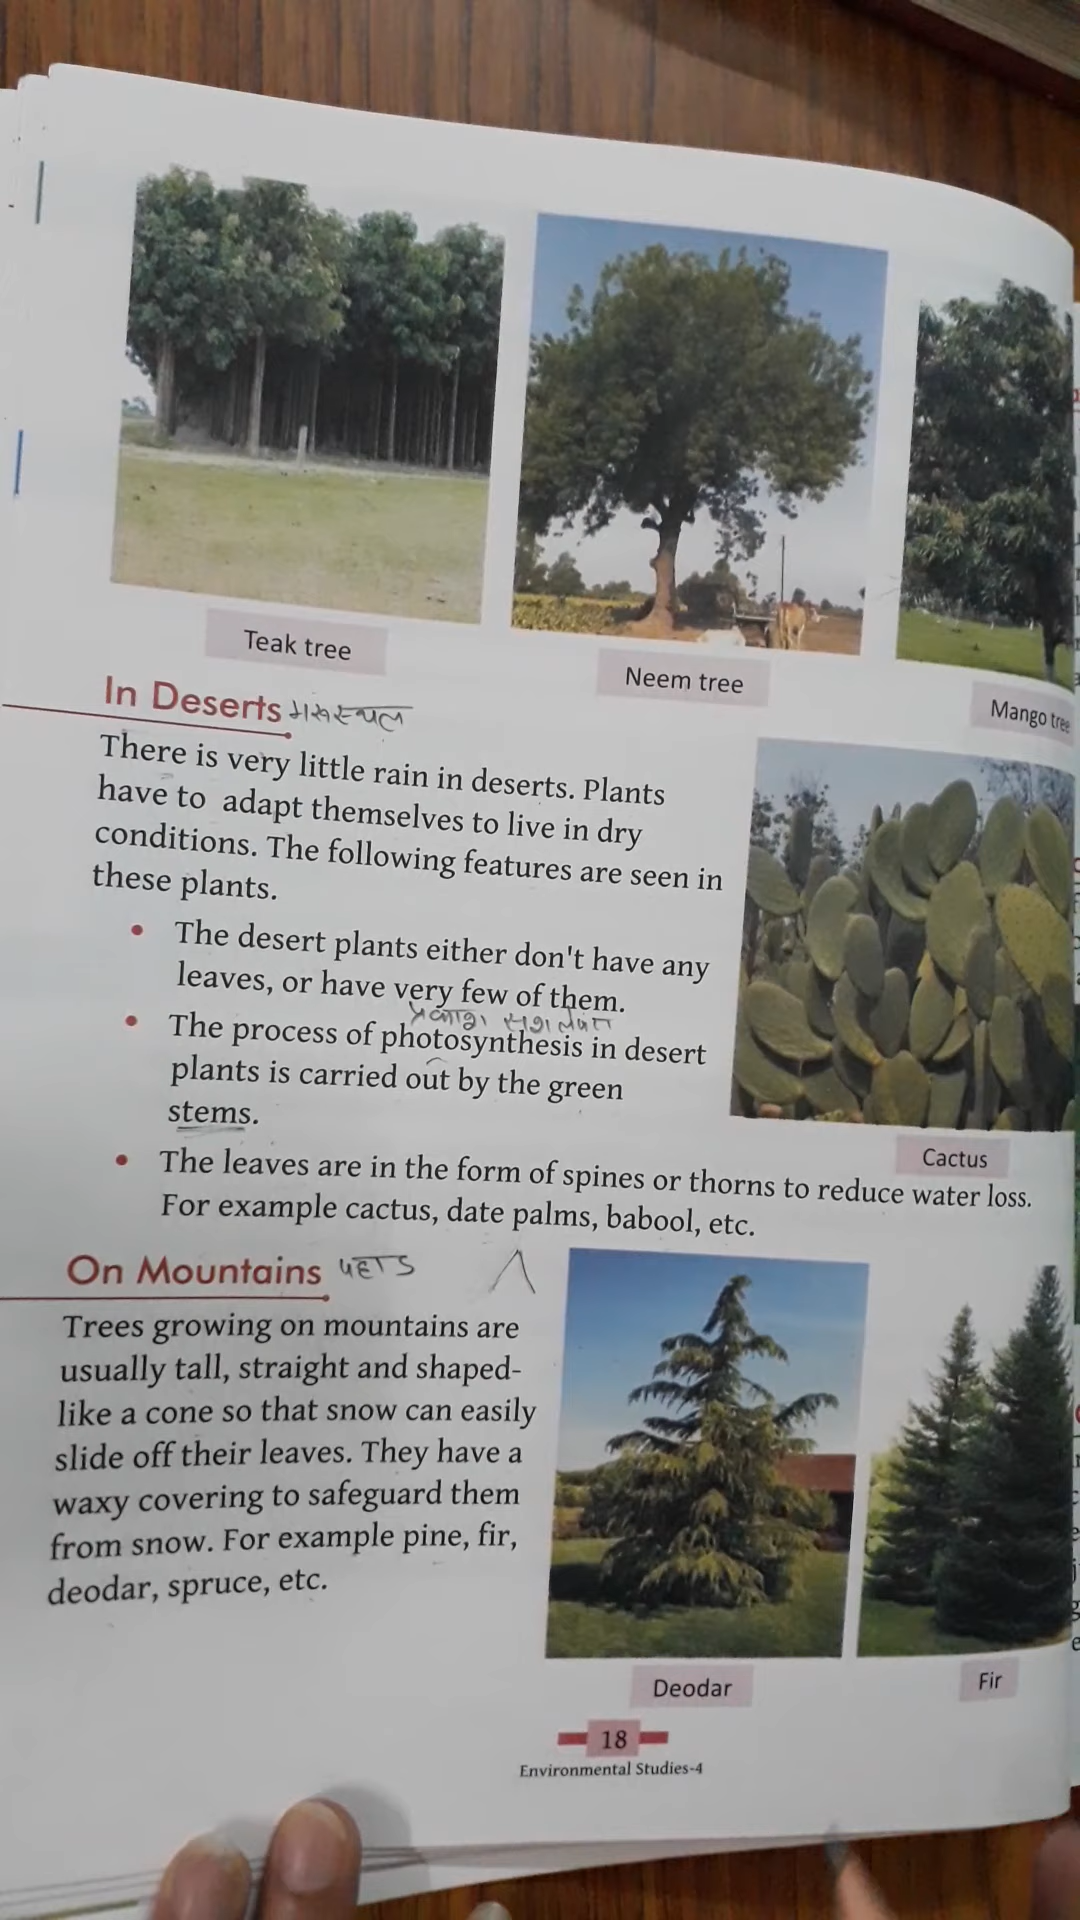 Teak tree
Neem tree
Mango tree
In Deserts मरुस्थल
There is very little rain in deserts. Plants
have to adapt themselves to live in dry
conditions. The following features are seen in
these plants.
• The desert plants either don't have any
leaves, or have very few of them.
प्रकाश संश्लेषण
• The process of photosynthesis in desert
plants is carried out by the green
stems.
Cactus
• The leaves are in the form of spines or thorns to reduce water loss.
For example cactus, date palms, babool, etc.
On Mountains पहाड
Trees growing on mountains are
usually tall, straight and shaped-
like a cone so that snow can easily
slide off their leaves. They have a
waxy covering to safeguard them
from snow. For example pine, fir,
deodar, spruce, etc.
Deodar
Fir
18
Environmental Studies-4